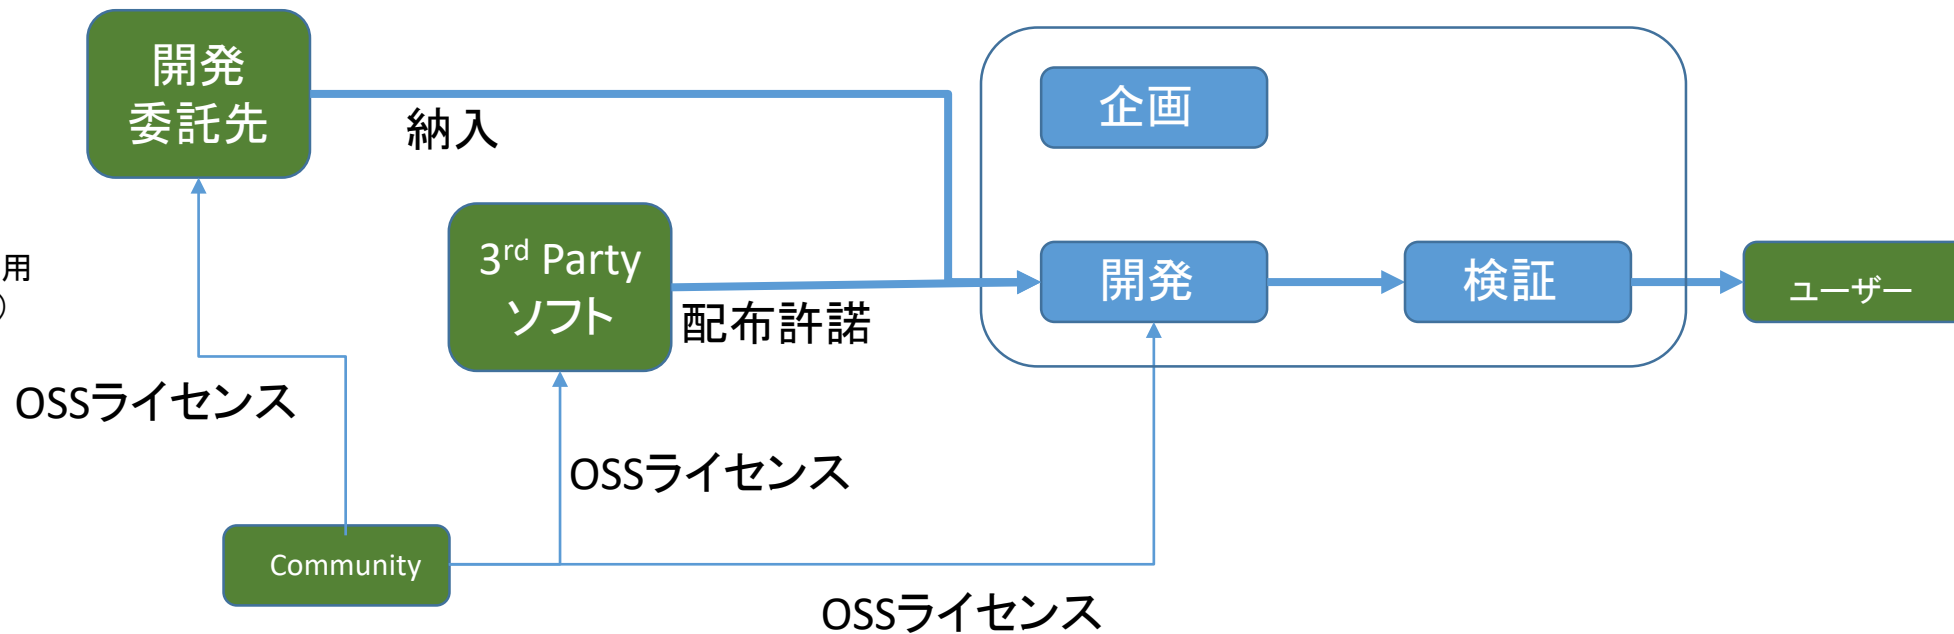 開発
委託先
納入
企画
用
)
3rd Party
ソフト
配布許諾
開発
検証
ユーザー
OSSライセンス
OSSライセンス
Community
OSSライセンス